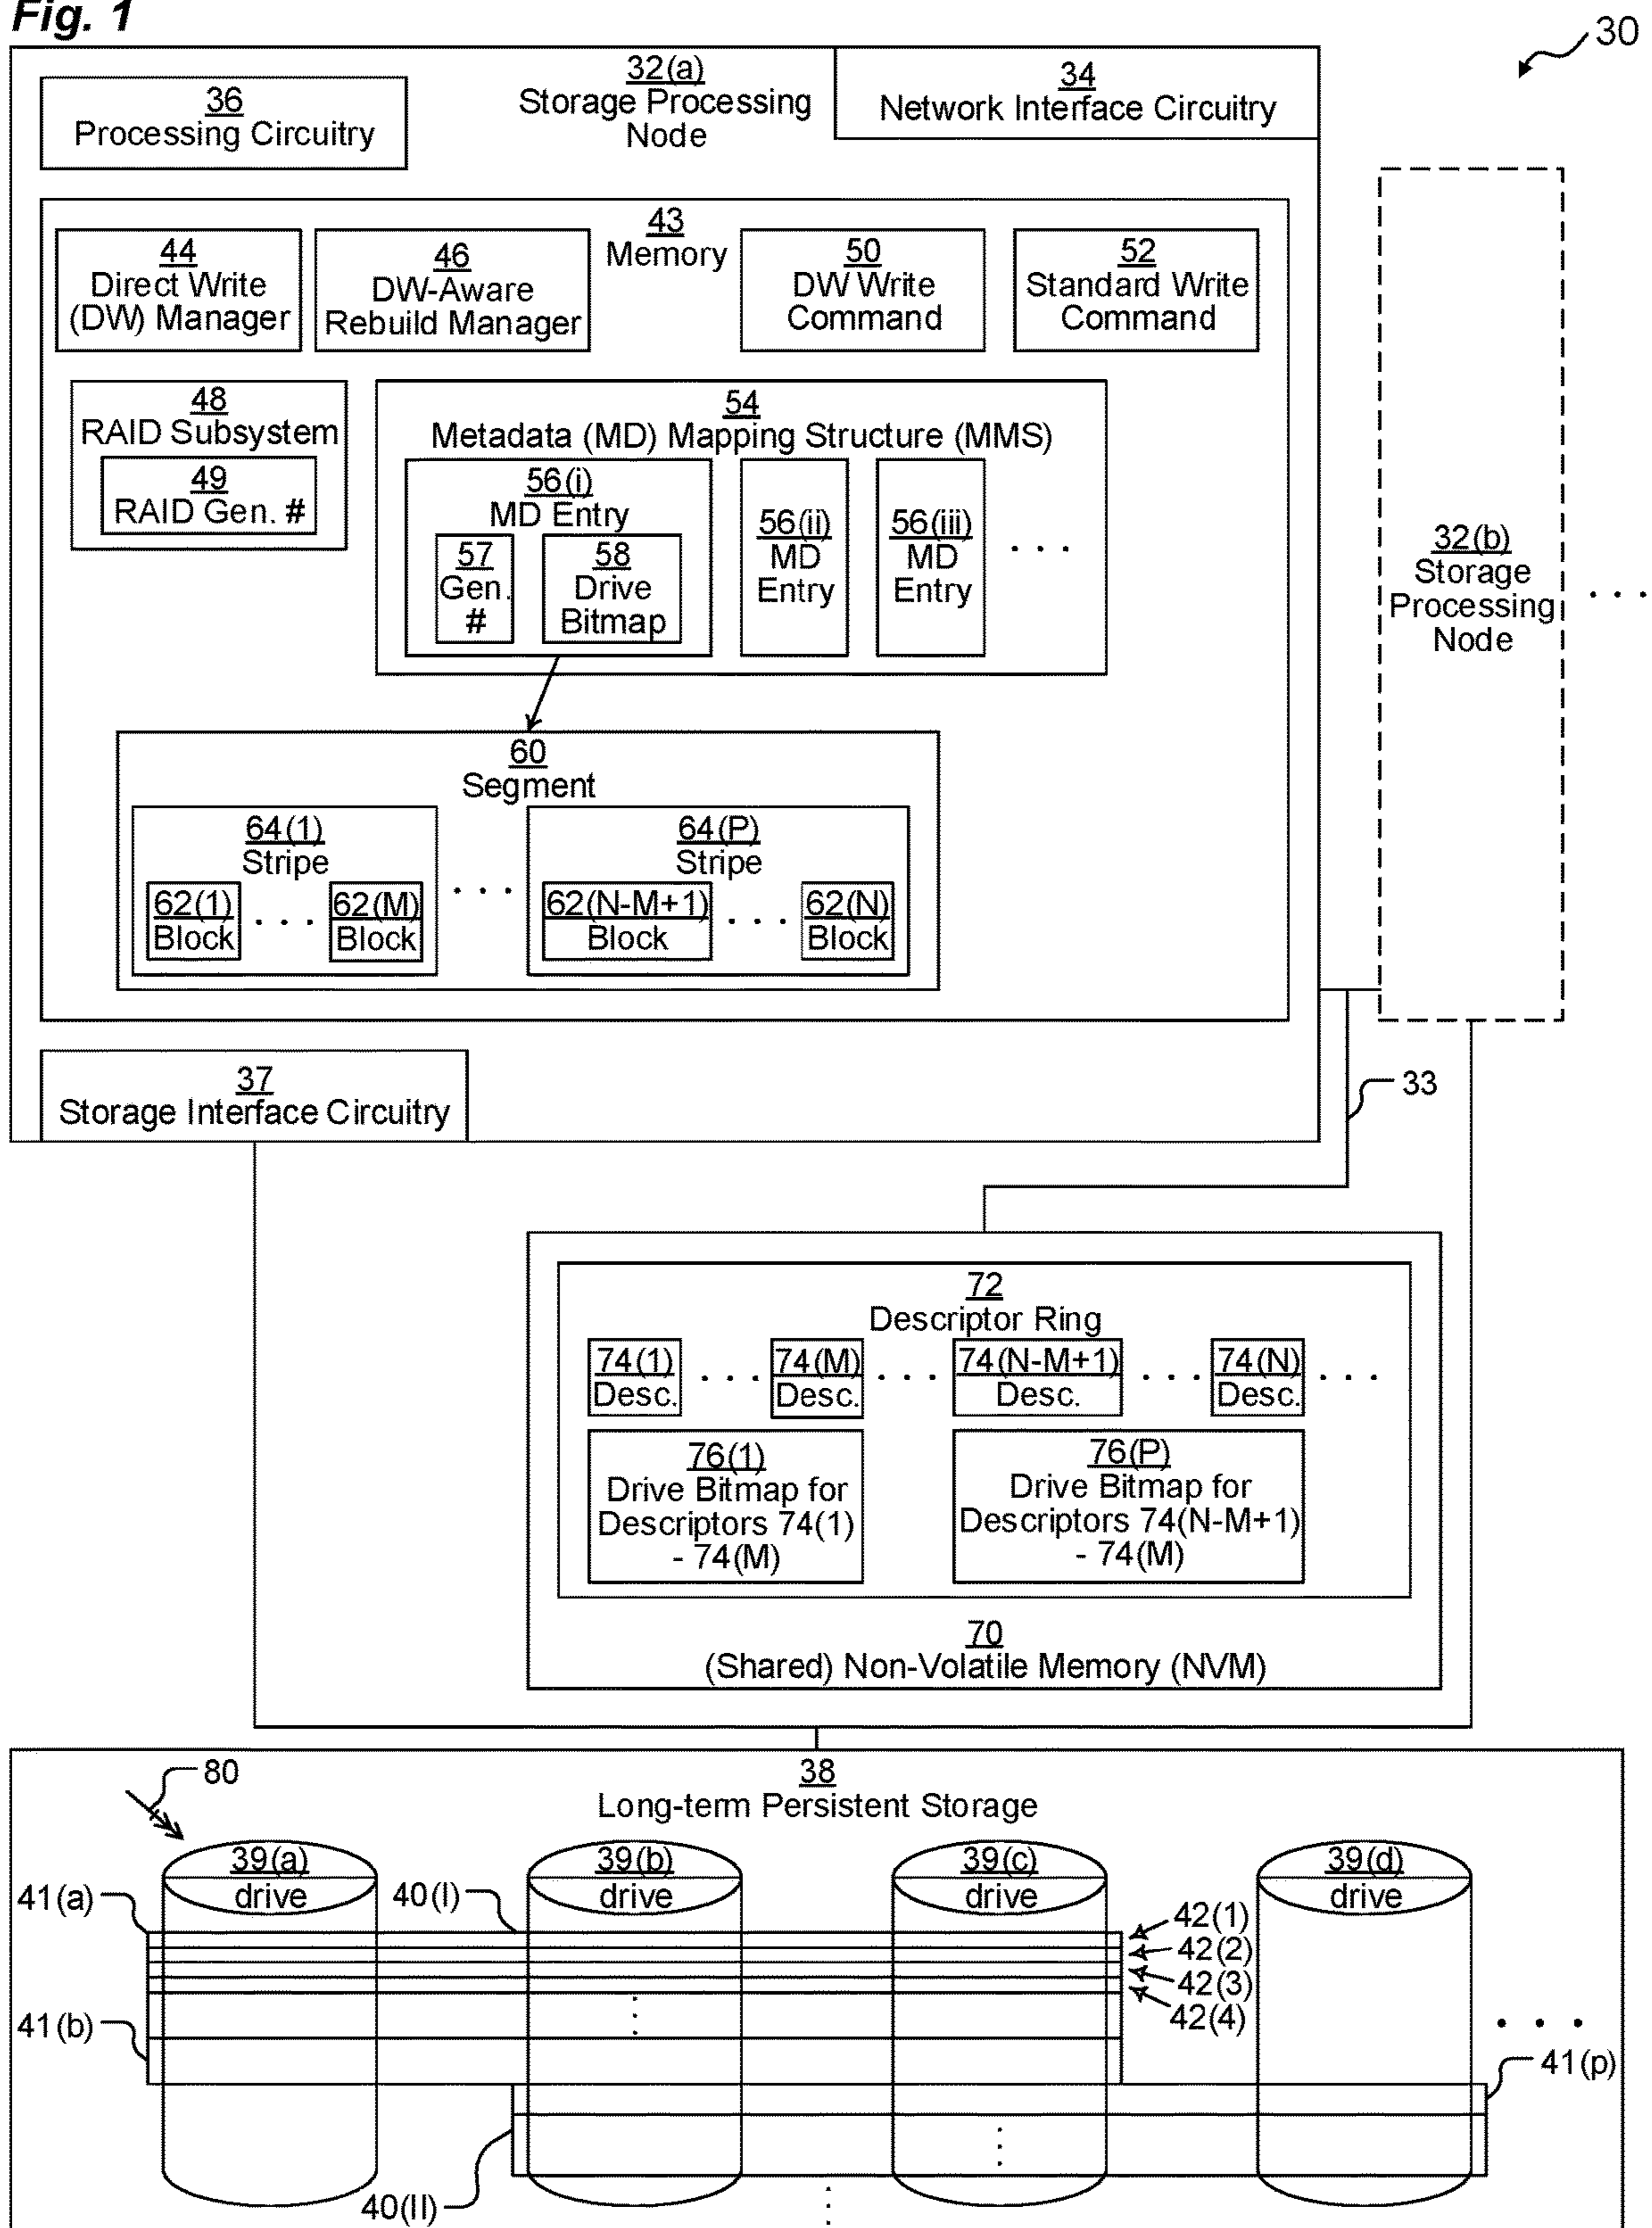 Fig. 1
30
32(a)
Storage Processing
Node
34
Network Interface Circuitry
36
Processing Circuitry
43
Memory
44
Direct Write
(DW) Manager
46
DW-Aware
Rebuild Manager
50
DW Write
Command
52
Standard Write
Command
48
RAID Subsystem
49
RAID Gen. #
54
Metadata (MD) Mapping Structure (MMS)
56(i)
MD Entry
57
Gen.
#
58
Drive
Bitmap
56(ii)
MD
Entry
56(iii)
MD
Entry
. . .
32(b)
Storage
Processing
Node
. . .
60
Segment
64(1)
Stripe
62(1)
Block
. . .
62(M)
Block
. . .
64(P)
Stripe
62(N-M+1)
Block
. . .
62(N)
Block
37
Storage Interface Circuitry
33
72
Descriptor Ring
74(1)
Desc.
. . .
74(M)
Desc.
. . .
74(N-M+1)
Desc.
. . .
74(N)
Desc.
. . .
76(1)
Drive Bitmap for
Descriptors 74(1)
- 74(M)
76(P)
Drive Bitmap for
Descriptors 74(N-M+1)
- 74(M)
70
(Shared) Non-Volatile Memory (NVM)
80
38
Long-term Persistent Storage
39(a)
drive
39(b)
drive
39(c)
drive
39(d)
drive
41(a)
40(I)
42(1)
42(2)
42(3)
42(4)
41(b)
. . .
41(p)
40(II)